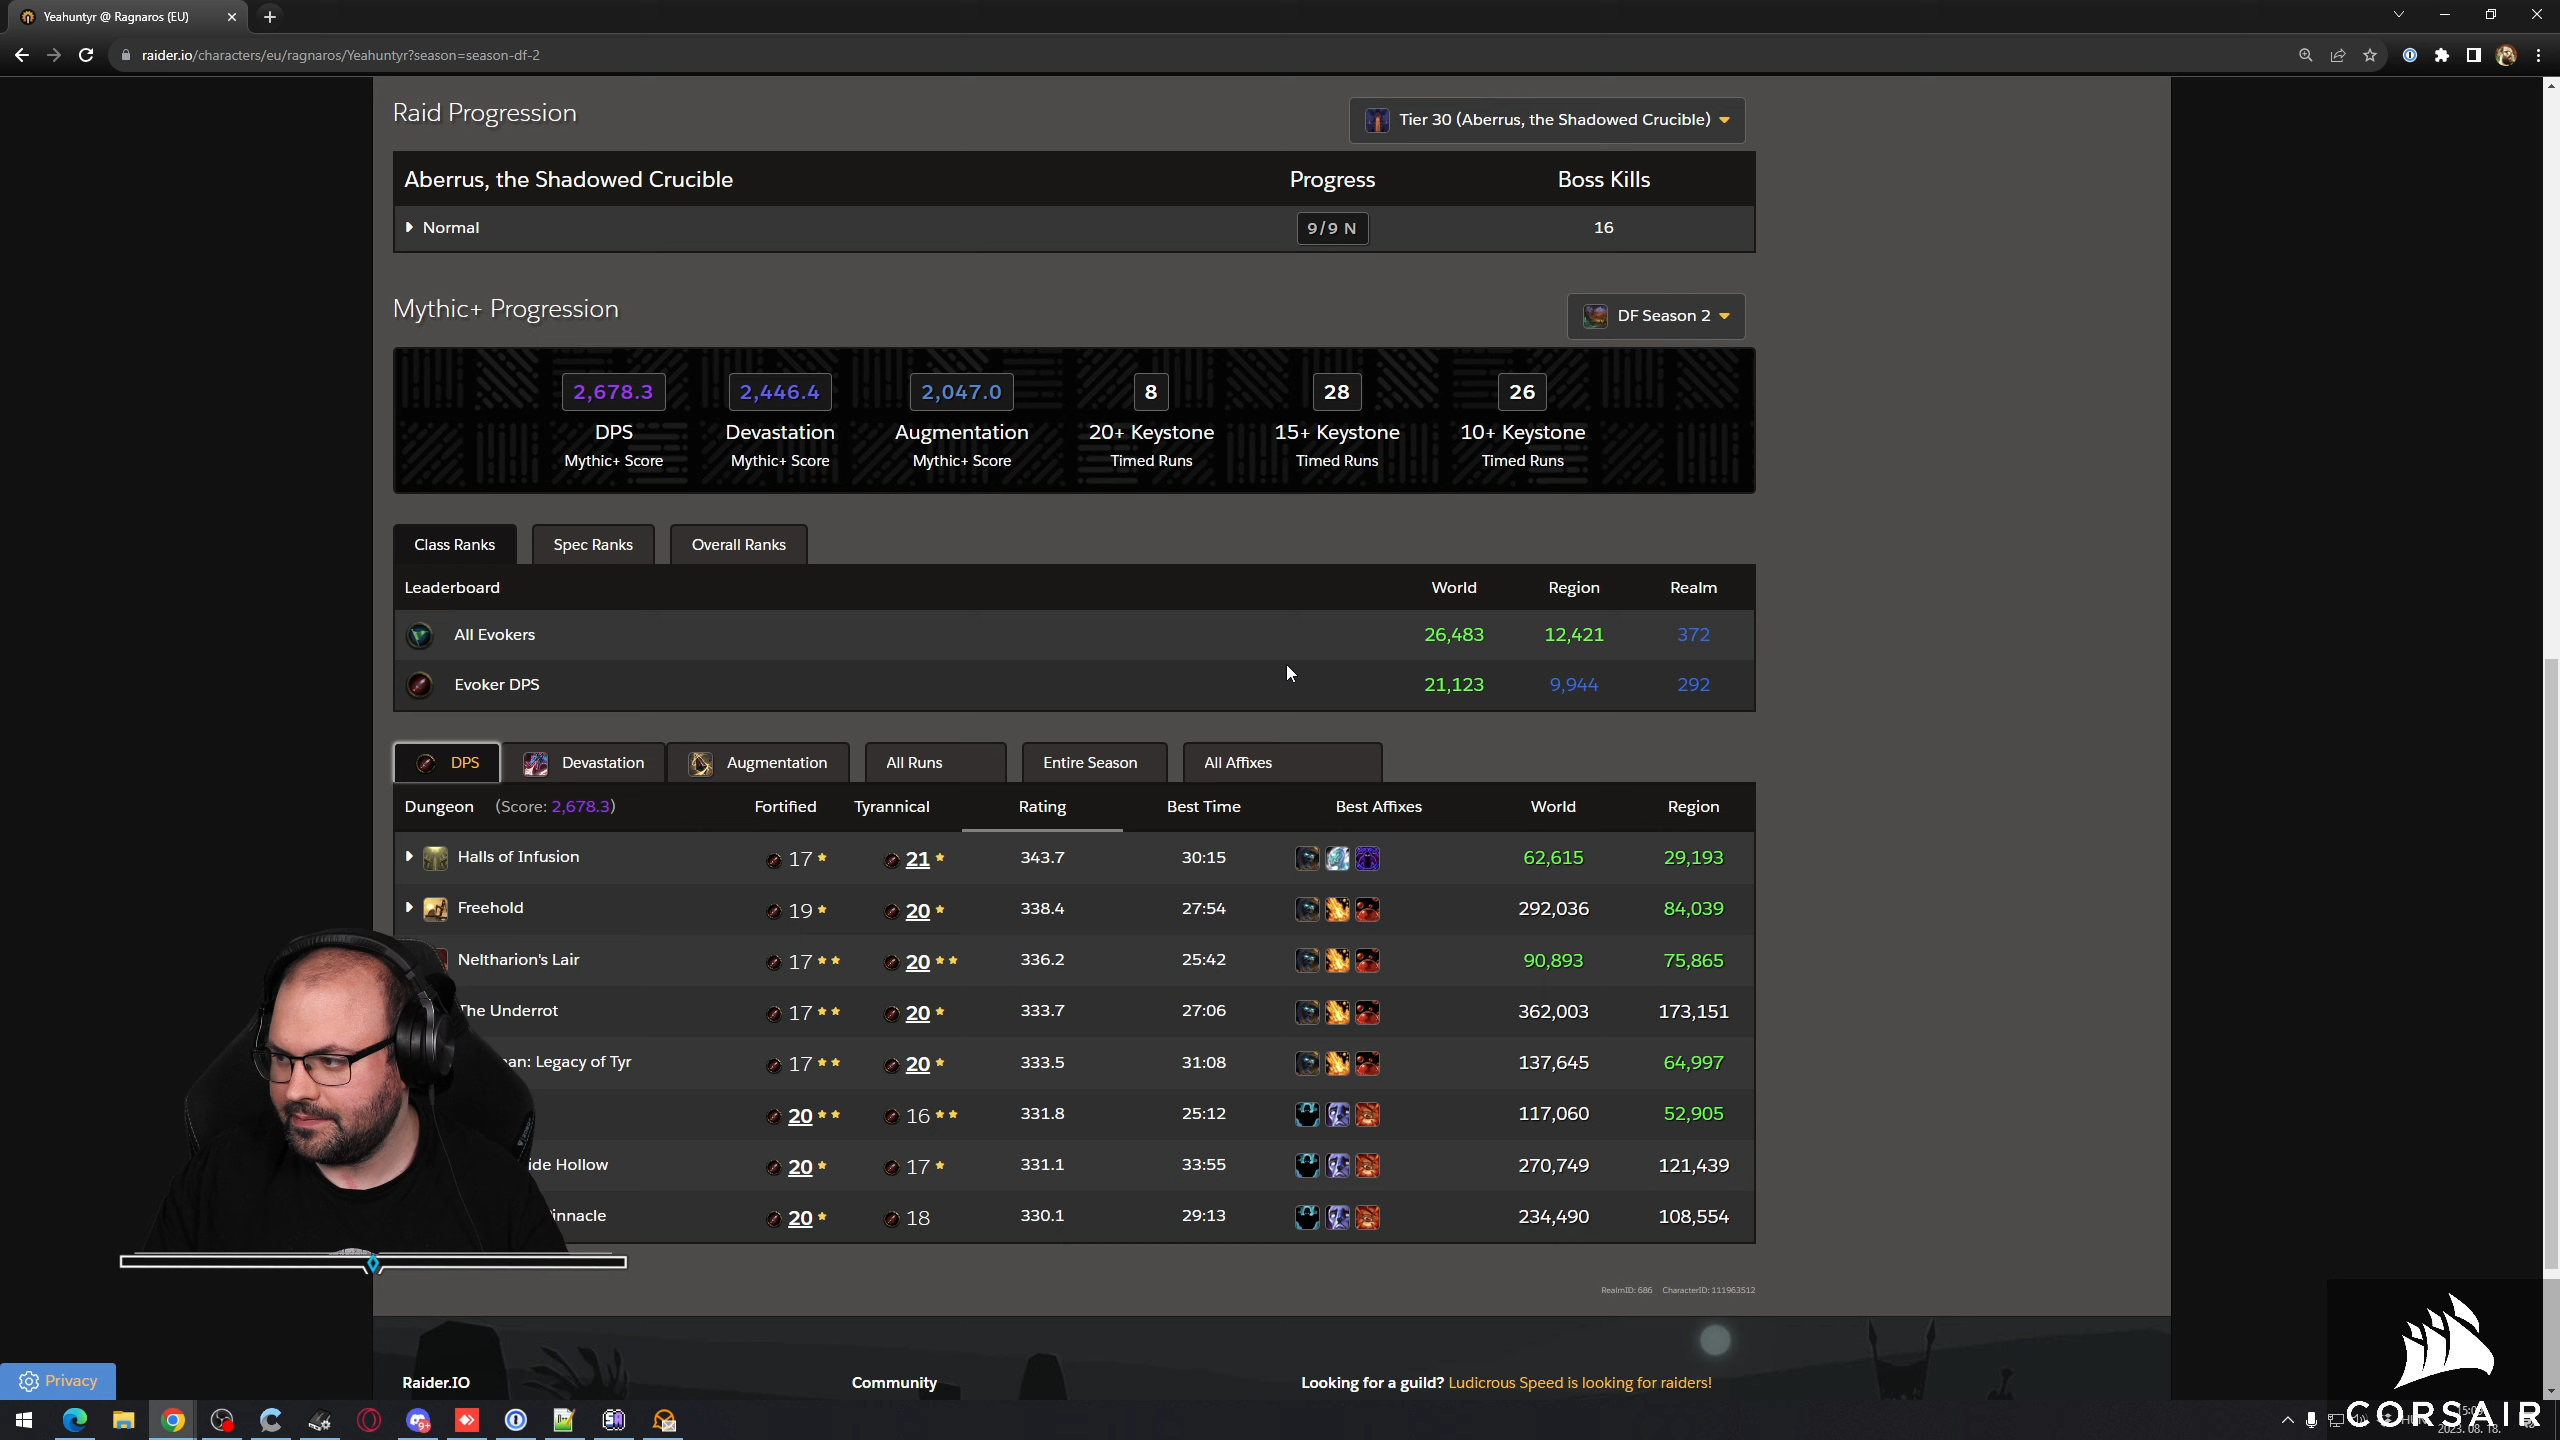 Yeahuntyr @ Ragnaros (EU)
raider.io/characters/eu/ragnaros/Yeahuntyr?season=season-df-2
Raid Progression
Tier 30 (Aberrus, the Shadowed Crucible)
Aberrus, the Shadowed Crucible Progress Boss Kills
Normal 9/9 N 16
Mythic+ Progression
DF Season 2
2,678.3 2,446.4 2,047.0 8 28 26
DPS Devastation Augmentation 20+ Keystone 15+ Keystone 10+ Keystone
Mythic+ Score Mythic+ Score Mythic+ Score Timed Runs Timed Runs Timed Runs
Class Ranks Spec Ranks Overall Ranks
Leaderboard World Region Realm
All Evokers 26,483 12,421 372
Evoker DPS 21,123 9,944 292
DPS Devastation Augmentation All Runs Entire Season All Affixes
Dungeon (Score: 2,678.3) Fortified Tyrannical Rating Best Time Best Affixes World Region
Halls of Infusion 17 21 343.7 30:15 62,615 29,193
Freehold 19 20 338.4 27:54 292,036 84,039
Neltharion's Lair 17 20 336.2 25:42 90,893 75,865
The Underrot 17 20 333.7 27:06 362,003 173,151
an: Legacy of Tyr 17 20 333.5 31:08 137,645 64,997
20 16 331.8 25:12 117,060 52,905
ide Hollow 20 17 331.1 33:55 270,749 121,439
innacle 20 18 330.1 29:13 234,490 108,554
RealmID: 686 CharacterID: 111963512
Privacy
Raider.IO Community Looking for a guild? Ludicrous Speed is looking for raiders!
CORSAIR
2023. 08. 18.